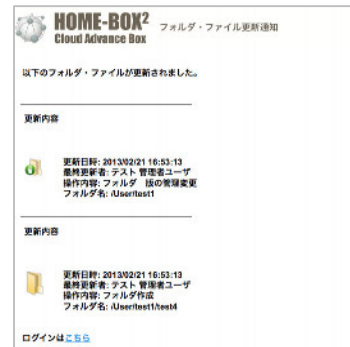 HOME-BOX² フォルダ・ファイル更新通知
Cloud Advance Box
以下のフォルダ・ファイルが更新されました。
更新内容
更新日時: 2013/02/21 16:53:13
最終更新者: テスト 管理者ユーザ
操作内容: フォルダ 版の管理変更
フォルダ名: /User/test1
更新内容
更新日時: 2013/02/21 16:53:13
最終更新者: テスト 管理者ユーザ
操作内容: フォルダ作成
フォルダ名: /User/test1/test4
ログインはこちら